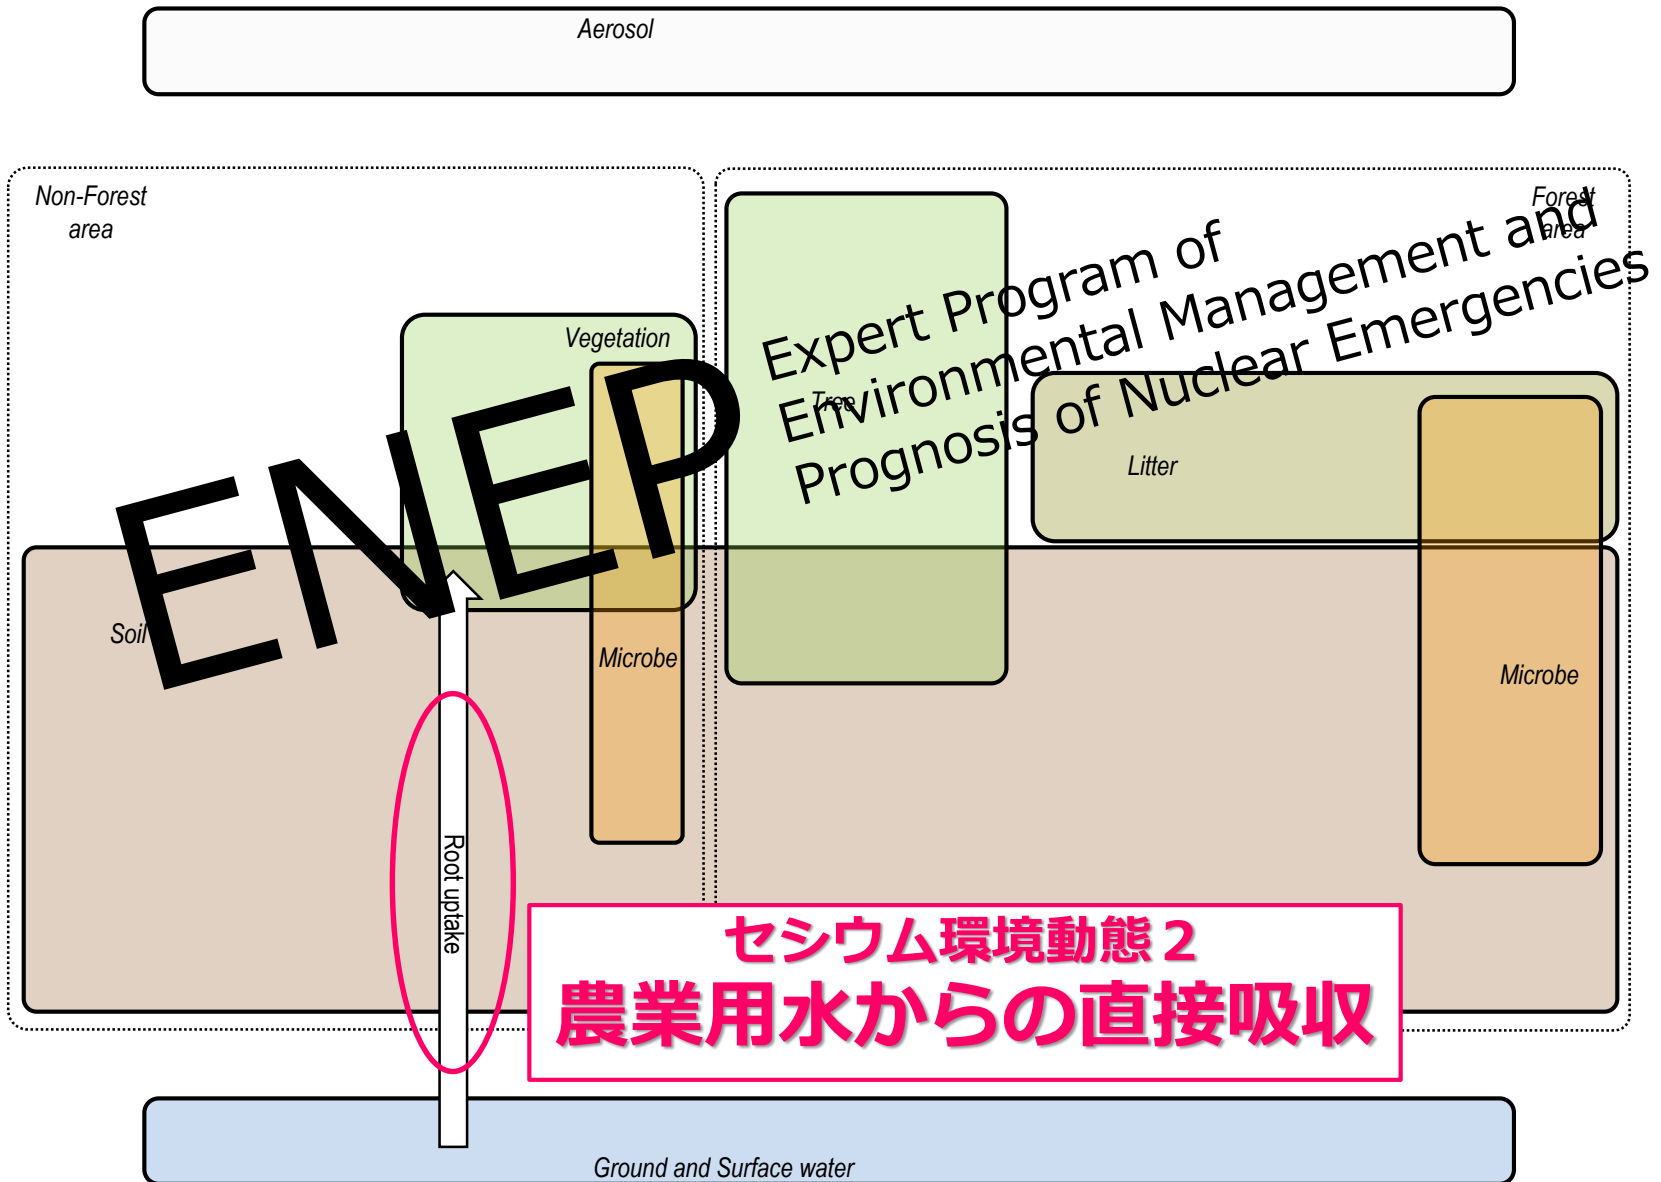 Aerosol
Non-Forest
area
Forest
area
Expert Program of
Environmental Management and
Prognosis of Nuclear Emergencies
ENEP
Vegetation
Tree
Litter
Soil
Microbe
Microbe
Root uptake
セシウム環境動態２
農業用水からの直接吸収
Ground and Surface water